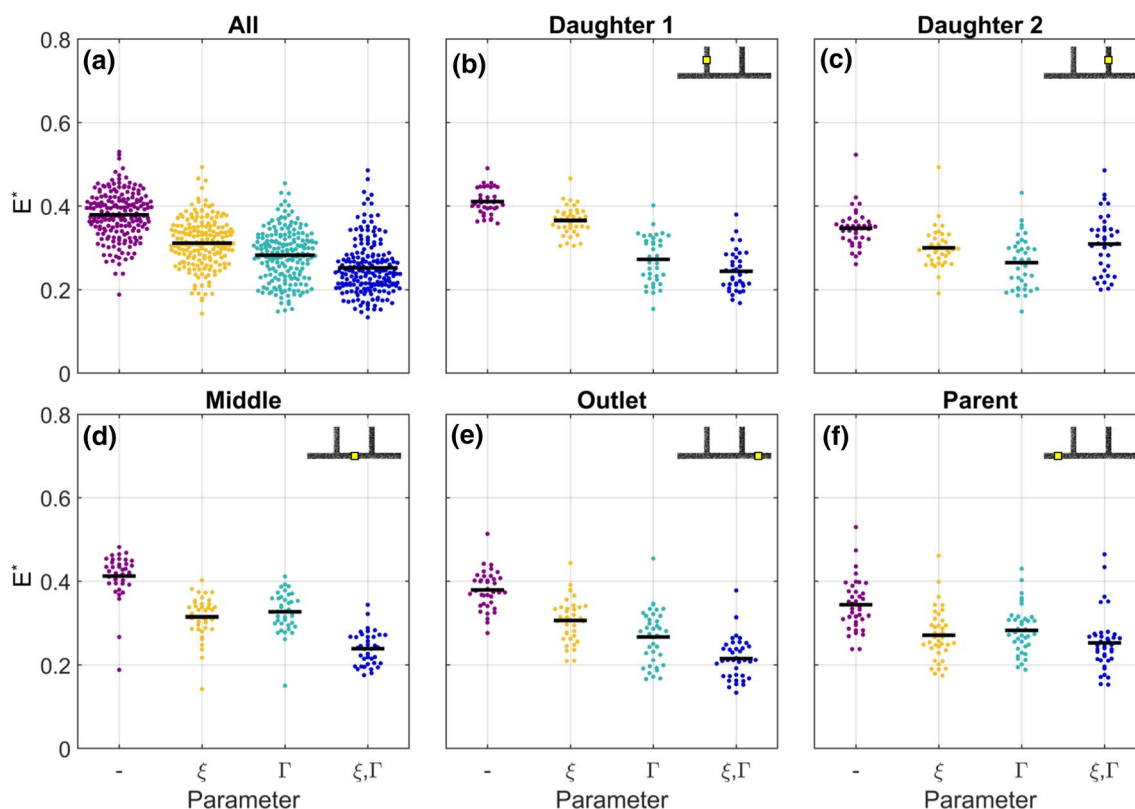 All
Daughter 1
Daughter 2
(a)
(b)
(c)
0.8
0.6
0.4
0.2
0
E*
Middle
Outlet
Parent
(d)
(e)
(f)
0.8
0.6
0.4
0.2
0
E*
- ξ Γ ξ,Γ
- ξ Γ ξ,Γ
- ξ Γ ξ,Γ
Parameter
Parameter
Parameter